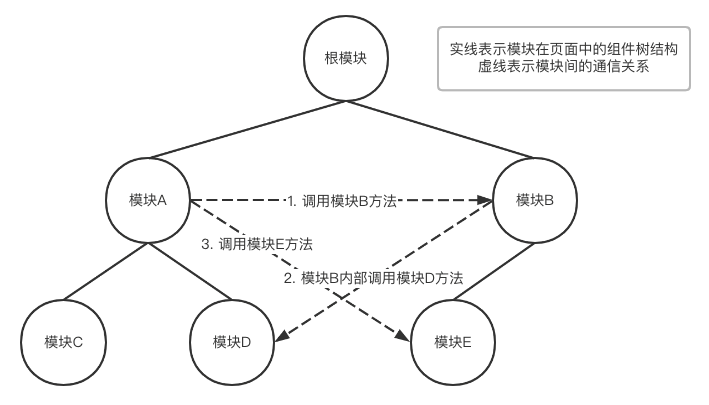 根模块
实线表示模块在页面中的组件树结构
虚线表示模块间的通信关系
模块A
1. 调用模块B方法
模块B
3. 调用模块E方法
2. 模块B内部调用模块D方法
模块C
模块D
模块E